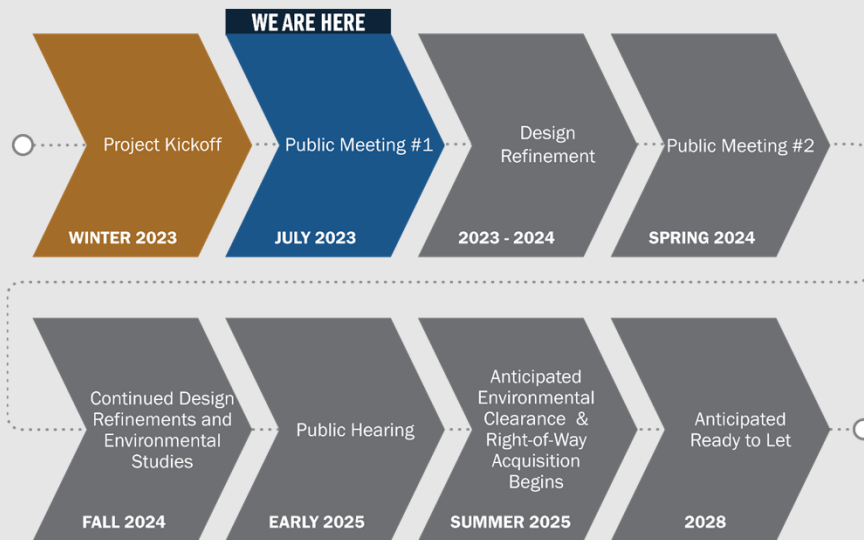 WE ARE HERE
Project Kickoff
WINTER 2023
Public Meeting #1
JULY 2023
Design
Refinement
2023 - 2024
Public Meeting #2
SPRING 2024
Continued Design
Refinements and
Environmental
Studies
FALL 2024
Public Hearing
EARLY 2025
Anticipated
Environmental
Clearance &
Right-of-Way
Acquisition
Begins
SUMMER 2025
Anticipated
Ready to Let
2028